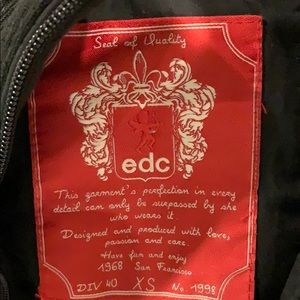 Seal of Quality
edc
This garment's perfection in every
detail can only be surpassed by she
who wears it.
Designed and produced with love,
passion and care.
Have fun and enjoy
1968 San Francisco
DIV 40 XS No 1998